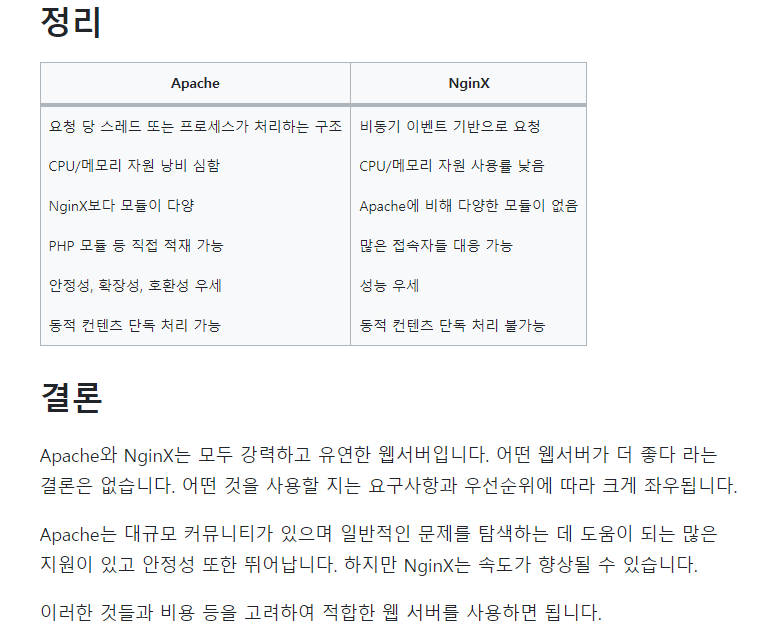 정리
Apache NginX
요청 당 스레드 또는 프로세스가 처리하는 구조 비동기 이벤트 기반으로 요청
CPU/메모리 자원 낭비 심함 CPU/메모리 자원 사용률 낮음
NginX보다 모듈이 다양 Apache에 비해 다양한 모듈이 없음
PHP 모듈 등 직접 적재 가능 많은 접속자들 대응 가능
안정성, 확장성, 호환성 우세 성능 우세
동적 컨텐츠 단독 처리 가능 동적 컨텐츠 단독 처리 불가능
결론
Apache와 NginX는 모두 강력하고 유연한 웹서버입니다. 어떤 웹서버가 더 좋다 라는
결론은 없습니다. 어떤 것을 사용할 지는 요구사항과 우선순위에 따라 크게 좌우됩니다.
Apache는 대규모 커뮤니티가 있으며 일반적인 문제를 탐색하는 데 도움이 되는 많은
지원이 있고 안정성 또한 뛰어납니다. 하지만 NginX는 속도가 향상될 수 있습니다.
이러한 것들과 비용 등을 고려하여 적합한 웹 서버를 사용하면 됩니다.